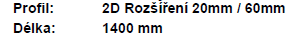 Profil: 2D Rozšíření 20mm / 60mm
Délka: 1400 mm